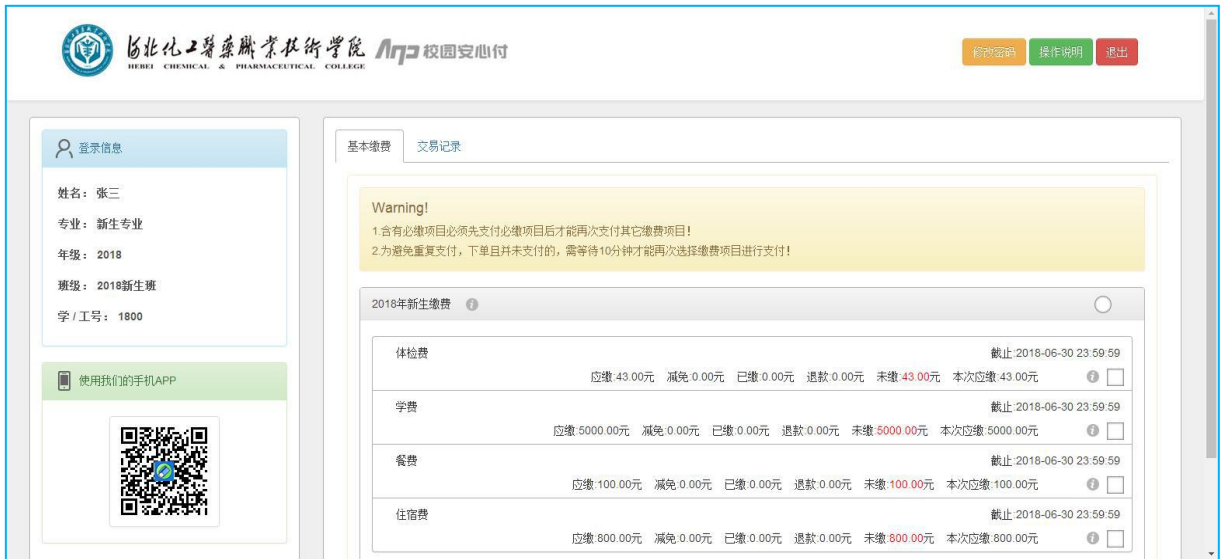 河北化工医药職業技術学院
HEBEI CHEMICAL & PHARMACEUTICAL COLLEGE
校园安心付
修改密码 操作说明 退出
登录信息
姓名：张三
专业：新生专业
年级：2018
班级：2018新生班
学/工号：1800
使用我们的手机APP
基本缴费 交易记录
Warning!
1.含有必缴项目必须先支付必缴项目后才能再次支付其它缴费项目！
2.为避免重复支付，下单且并未支付的，需等待10分钟才能再次选择缴费项目进行支付！
2018年新生缴费
体检费 截止:2018-06-30 23:59:59
应缴:43.00元 减免:0.00元 已缴:0.00元 退款:0.00元 未缴:43.00元 本次应缴:43.00元
学费 截止:2018-06-30 23:59:59
应缴:5000.00元 减免:0.00元 已缴:0.00元 退款:0.00元 未缴:5000.00元 本次应缴:5000.00元
餐费 截止:2018-06-30 23:59:59
应缴:100.00元 减免:0.00元 已缴:0.00元 退款:0.00元 未缴:100.00元 本次应缴:100.00元
住宿费 截止:2018-06-30 23:59:59
应缴:800.00元 减免:0.00元 已缴:0.00元 退款:0.00元 未缴:800.00元 本次应缴:800.00元